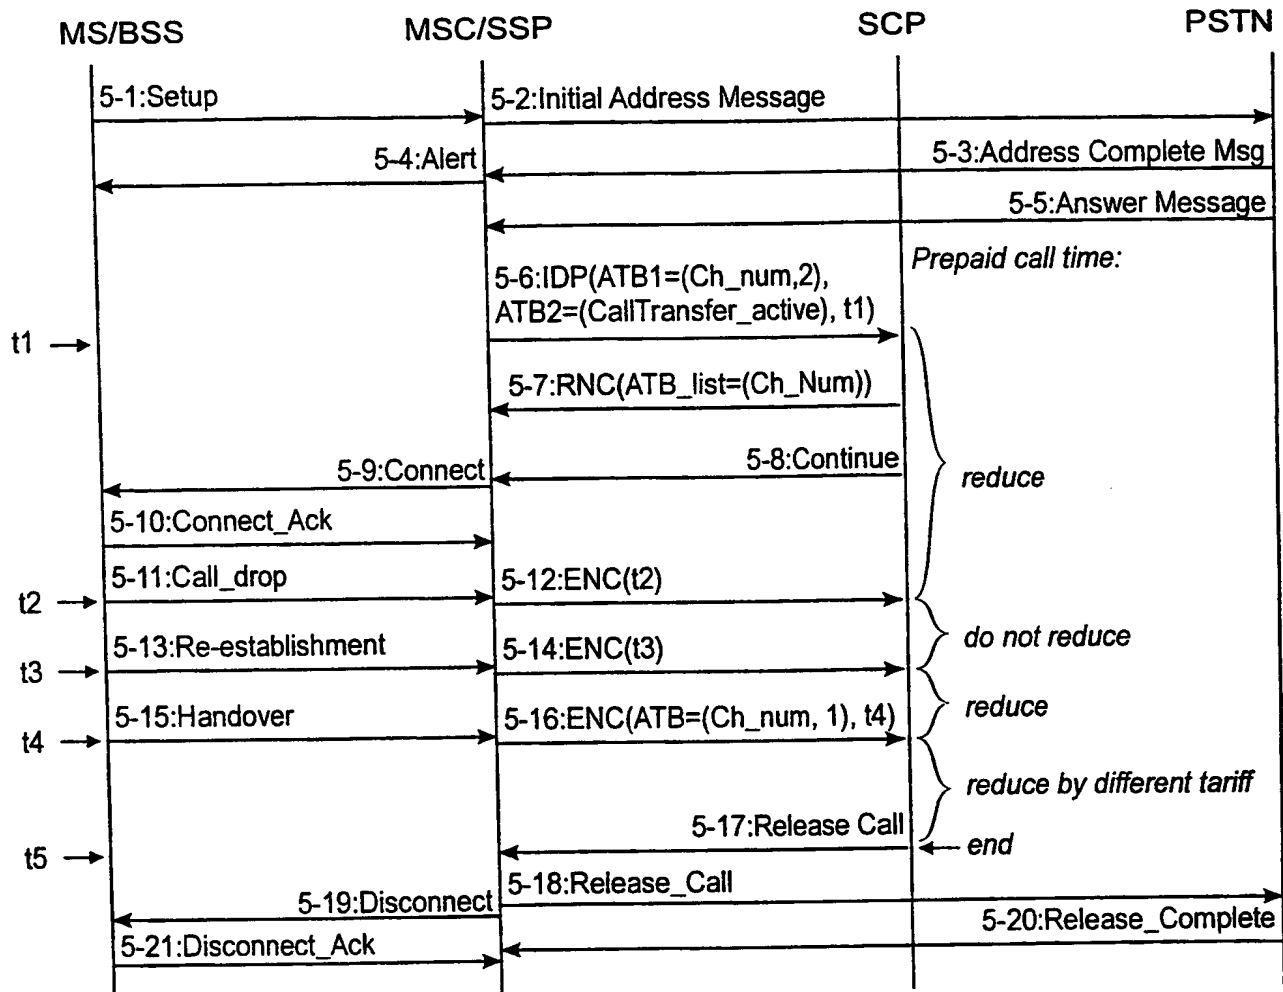 MS/BSS
MSC/SSP
SCP
PSTN
5-1:Setup
5-2:Initial Address Message
5-4:Alert
5-3:Address Complete Msg
5-5:Answer Message
5-6:IDP(ATB1=(Ch_num,2),
ATB2=(CallTransfer_active), t1)
Prepaid call time:
t1
5-7:RNC(ATB_list=(Ch_Num))
5-9:Connect
5-8:Continue
reduce
5-10:Connect_Ack
5-11:Call_drop
5-12:ENC(t2)
t2
5-13:Re-establishment
5-14:ENC(t3)
do not reduce
t3
5-15:Handover
5-16:ENC(ATB=(Ch_num, 1), t4)
reduce
t4
reduce by different tariff
5-17:Release Call
end
t5
5-19:Disconnect
5-18:Release_Call
5-20:Release_Complete
5-21:Disconnect_Ack